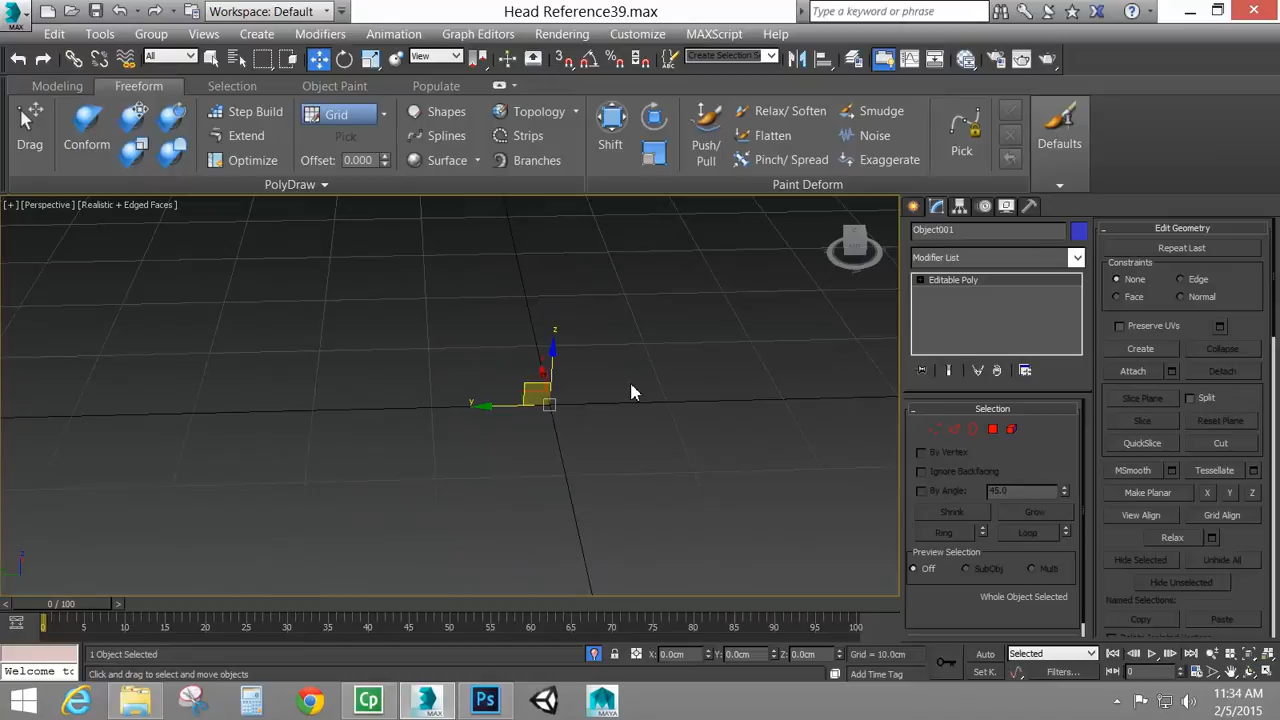 MAX
Workspace: Default
Head Reference39.max
Type a keyword or phrase
Edit Tools Group Views Create Modifiers Animation Graph Editors Rendering Customize MAXScript Help
All
View
Create Selection S
Modeling Freeform Selection Object Paint Populate
Drag
Conform
Step Build
Extend
Optimize
Grid
Pick
Offset: 0.000
Shapes
Splines
Surface
Topology
Strips
Branches
Shift
Push/
Pull
Relax/ Soften
Flatten
Pinch/ Spread
Smudge
Noise
Exaggerate
Pick
Defaults
PolyDraw
Paint Deform
[+] [Perspective] [Realistic + Edged Faces]
z
y
z
Object001
Modifier List
Editable Poly
Selection
By Vertex
Ignore Backfacing
By Angle: 45.0
Shrink Grow
Ring Loop
Preview Selection
Off SubObj Multi
Whole Object Selected
Edit Geometry
Repeat Last
Constraints
None Edge
Face Normal
Preserve UVs
Create Collapse
Attach Detach
Slice Plane Split
Slice Reset Plane
QuickSlice Cut
MSmooth Tessellate
Make Planar X Y Z
View Align Grid Align
Relax
Hide Selected Unhide All
Hide Unselected
Named Selections:
Copy Paste
0 / 100
0 5 10 15 20 25 30 35 40 45 50 55 60 65 70 75 80 85 90 95 100
1 Object Selected
X: 0.0cm Y: 0.0cm Z: 0.0cm Grid = 10.0cm
Auto Selected
Welcome to
Click and drag to select and move objects
Add Time Tag
Set K. Filters... 0
Cp MAX Ps MAYA
11:34 AM
2/5/2015